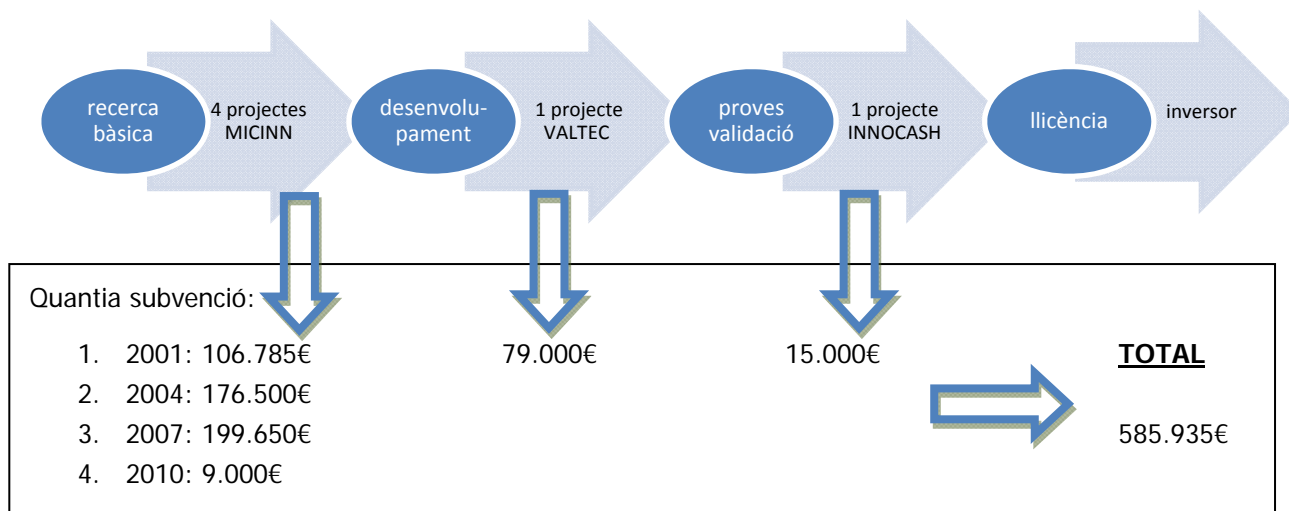 recerca
bàsica
4 projectes
MICINN
desenvolu-
pament
1 projecte
VALTEC
proves
validació
1 projecte
INNOCASH
llicència
inversor
Quantia subvenció:
1. 2001: 106.785€
2. 2004: 176.500€
3. 2007: 199.650€
4. 2010: 9.000€
79.000€
15.000€
TOTAL
585.935€